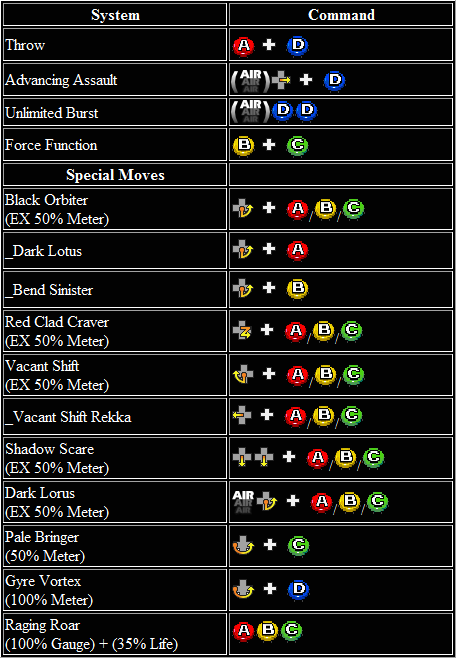 System Command
Throw A + D
Advancing Assault (AIR AIR) + D
Unlimited Burst (AIR AIR) D D
Force Function B + C
Special Moves
Black Orbiter
(EX 50% Meter) + A / B / C
_Dark Lotus + A
_Bend Sinister + B
Red Clad Craver
(EX 50% Meter) + A / B / C
Vacant Shift
(EX 50% Meter) + A / B / C
_Vacant Shift Rekka + A / B / C
Shadow Scare
(EX 50% Meter) + A / B / C
Dark Lorus
(EX 50% Meter) AIR AIR + A / B / C
Pale Bringer
(50% Meter) + C
Gyre Vortex
(100% Meter) + D
Raging Roar
(100% Gauge) + (35% Life) A B C